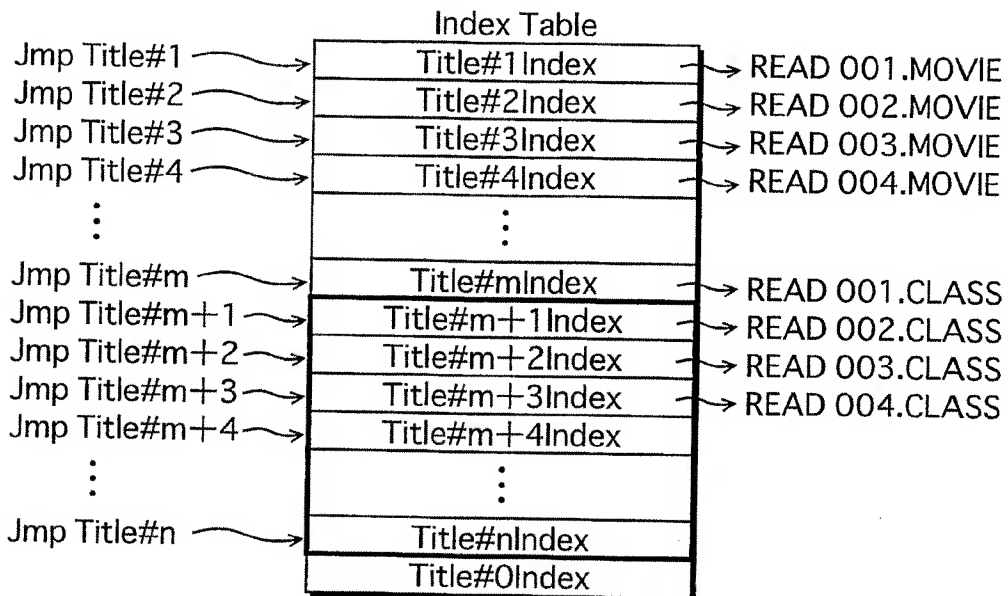 Index Table
Jmp Title#1 Title#1Index READ 001.MOVIE
Jmp Title#2 Title#2Index READ 002.MOVIE
Jmp Title#3 Title#3Index READ 003.MOVIE
Jmp Title#4 Title#4Index READ 004.MOVIE
Jmp Title#m Title#mIndex READ 001.CLASS
Jmp Title#m+1 Title#m+1Index READ 002.CLASS
Jmp Title#m+2 Title#m+2Index READ 003.CLASS
Jmp Title#m+3 Title#m+3Index READ 004.CLASS
Jmp Title#m+4 Title#m+4Index
Jmp Title#n Title#nIndex
Title#0Index